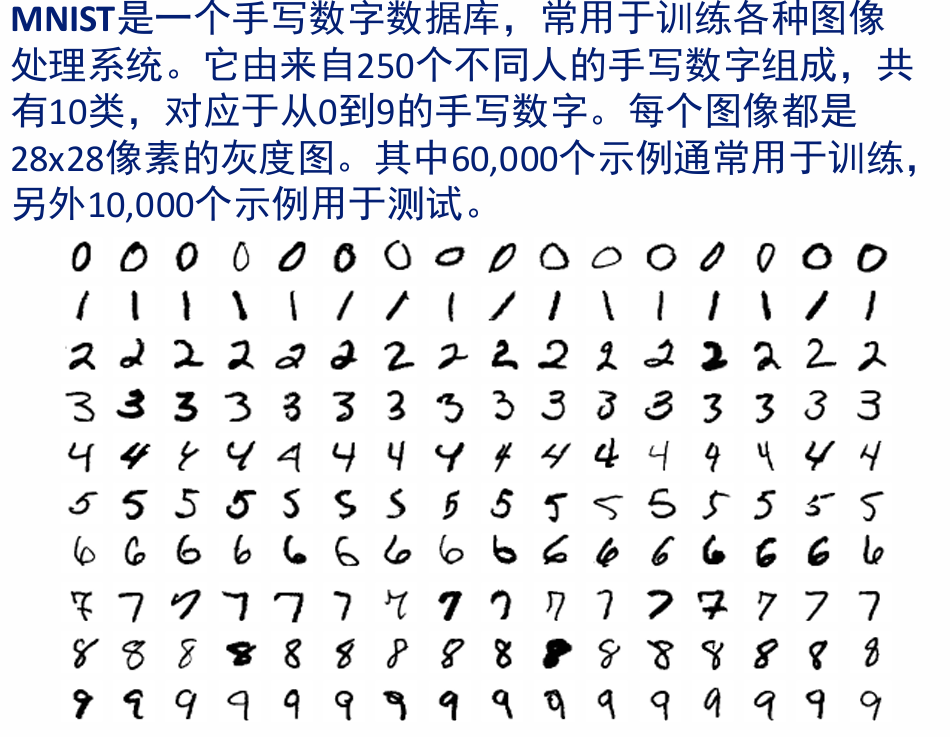 MNIST是一个手写数字数据库，常用于训练各种图像
处理系统。它由来自250个不同人的手写数字组成，共
有10类，对应于从0到9的手写数字。每个图像都是
28x28像素的灰度图。其中60,000个示例通常用于训练，
另外10,000个示例用于测试。
0 0 0 0 0 0 0 0 0 0 0 0 0 0 0 0
1 1 1 1 1 1 1 1 1 1 1 1 1 1 1 1
2 2 2 2 2 2 2 2 2 2 2 2 2 2 2 2
3 3 3 3 3 3 3 3 3 3 3 3 3 3 3 3
4 4 4 4 4 4 4 4 4 4 4 4 4 4 4 4
5 5 5 5 5 5 5 5 5 5 5 5 5 5 5 5
6 6 6 6 6 6 6 6 6 6 6 6 6 6 6 6
7 7 7 7 7 7 7 7 7 7 7 7 7 7 7 7
8 8 8 8 8 8 8 8 8 8 8 8 8 8 8 8
9 9 9 9 9 9 9 9 9 9 9 9 9 9 9 9